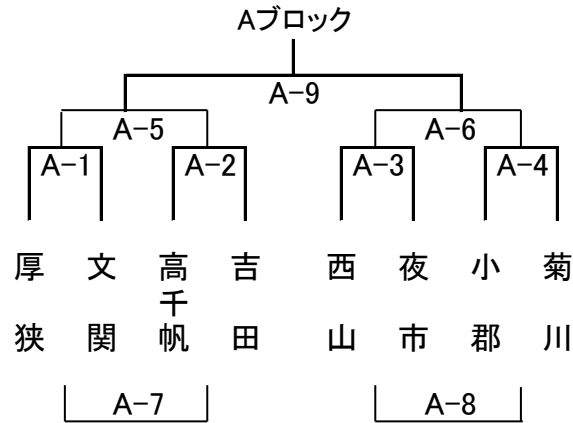 Aブロック
A-9
A-5 A-6
A-1 A-2 A-3 A-4
厚狭 文関 高千帆 吉田 西山 夜市 小郡 菊川
A-7 A-8